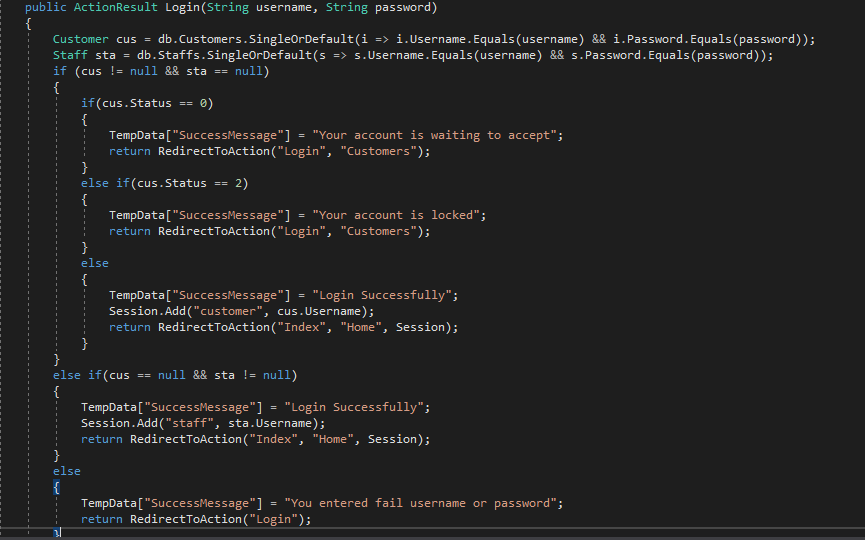 public ActionResult Login(String username, String password)
{
Customer cus = db.Customers.SingleOrDefault(i => i.Username.Equals(username) && i.Password.Equals(password));
Staff sta = db.Staffs.SingleOrDefault(s => s.Username.Equals(username) && s.Password.Equals(password));
if (cus != null && sta == null)
{
if(cus.Status == 0)
{
TempData["SuccessMessage"] = "Your account is waiting to accept";
return RedirectToAction("Login", "Customers");
}
else if(cus.Status == 2)
{
TempData["SuccessMessage"] = "Your account is locked";
return RedirectToAction("Login", "Customers");
}
else
{
TempData["SuccessMessage"] = "Login Successfully";
Session.Add("customer", cus.Username);
return RedirectToAction("Index", "Home", Session);
}
}
else if(cus == null && sta != null)
{
TempData["SuccessMessage"] = "Login Successfully";
Session.Add("staff", sta.Username);
return RedirectToAction("Index", "Home", Session);
}
else
{
TempData["SuccessMessage"] = "You entered fail username or password";
return RedirectToAction("Login");
}